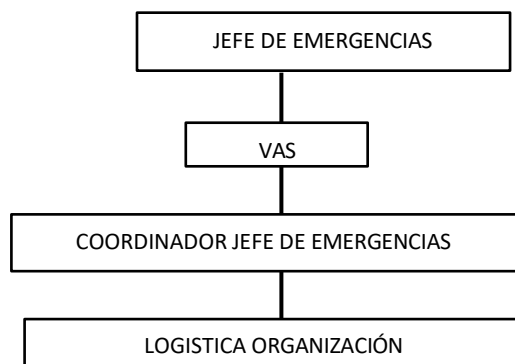 JEFE DE EMERGENCIAS
VAS
COORDINADOR JEFE DE EMERGENCIAS
LOGISTICA ORGANIZACIÓN